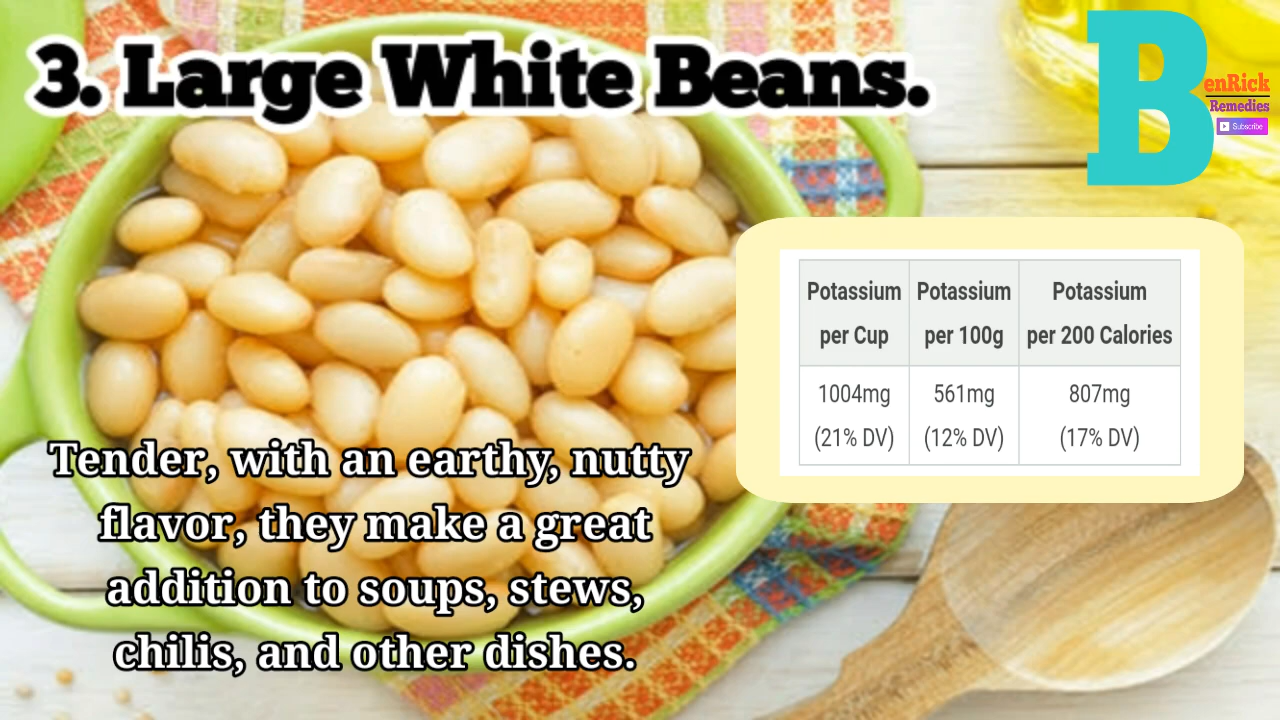 3. Large White Beans.
B
enRick
Remedies
Subscribe
Potassium per Cup
Potassium per 100g
Potassium per 200 Calories
1004mg (21% DV)
561mg (12% DV)
807mg (17% DV)
Tender, with an earthy, nutty
flavor, they make a great
addition to soups, stews,
chilis, and other dishes.